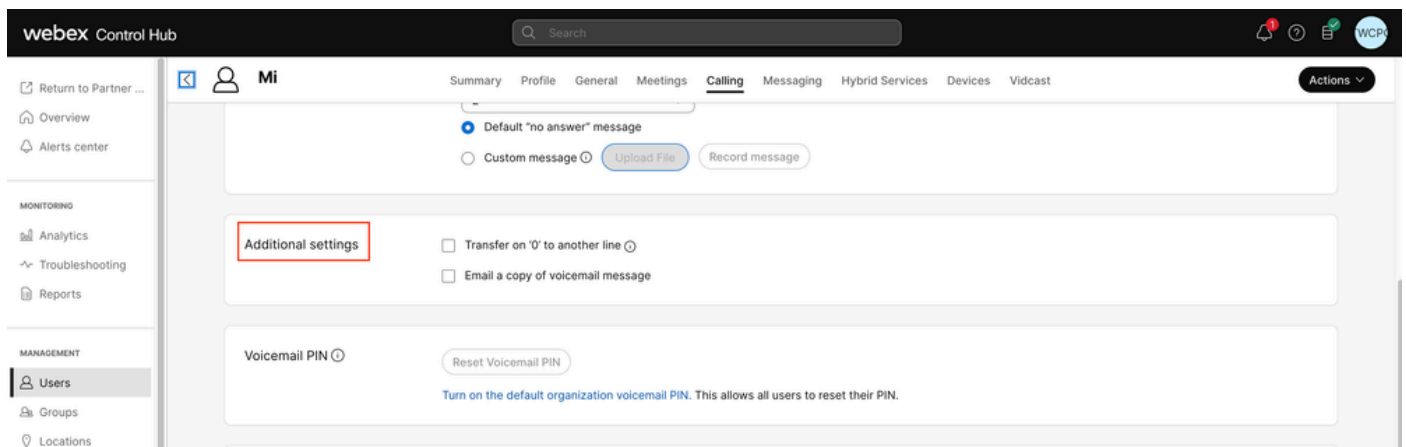 webex Control Hub
Search
1
WCPC
Return to Partner ...
Overview
Alerts center
MONITORING
Analytics
Troubleshooting
Reports
MANAGEMENT
Users
Groups
Locations
Mi
Summary Profile General Meetings Calling Messaging Hybrid Services Devices Vidcast
Actions
Default "no answer" message
Custom message Upload File Record message
Additional settings
Transfer on '0' to another line
Email a copy of voicemail message
Voicemail PIN
Reset Voicemail PIN
Turn on the default organization voicemail PIN. This allows all users to reset their PIN.